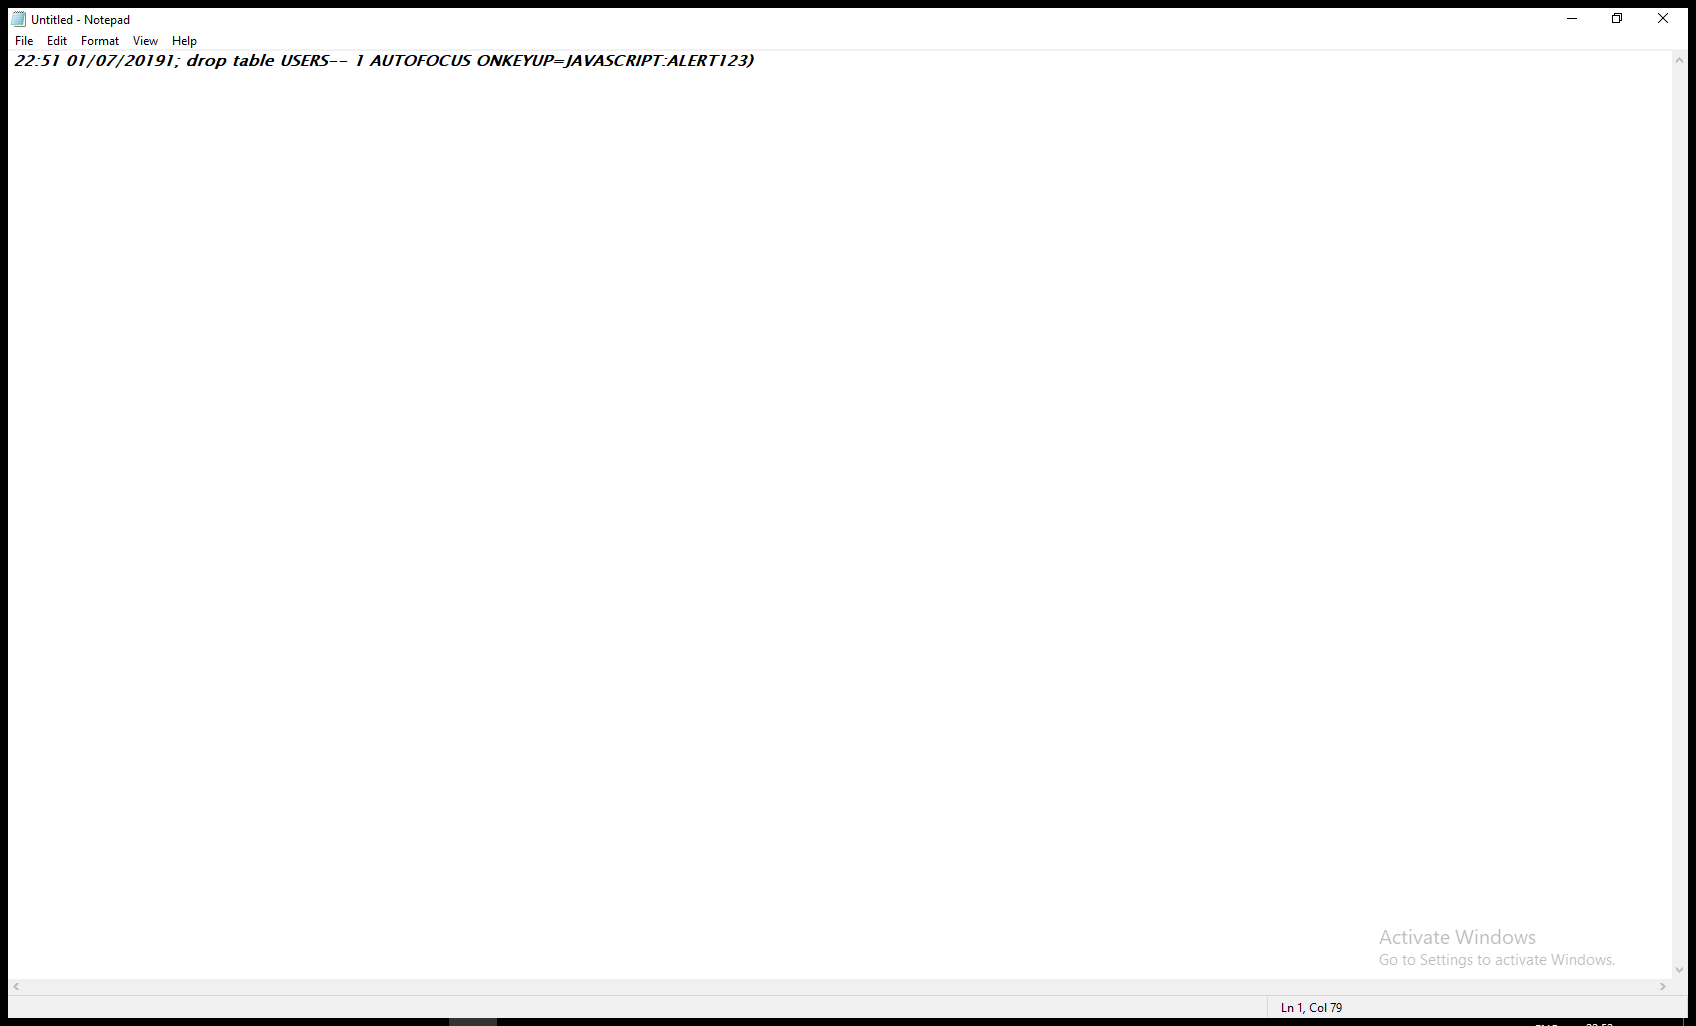 Untitled - Notepad
File Edit Format View Help
22:51 01/07/20191; drop table USERS-- 1 AUTOFOCUS ONKEYUP=JAVASCRIPT:ALERT123)
Activate Windows
Go to Settings to activate Windows.
Ln 1, Col 79